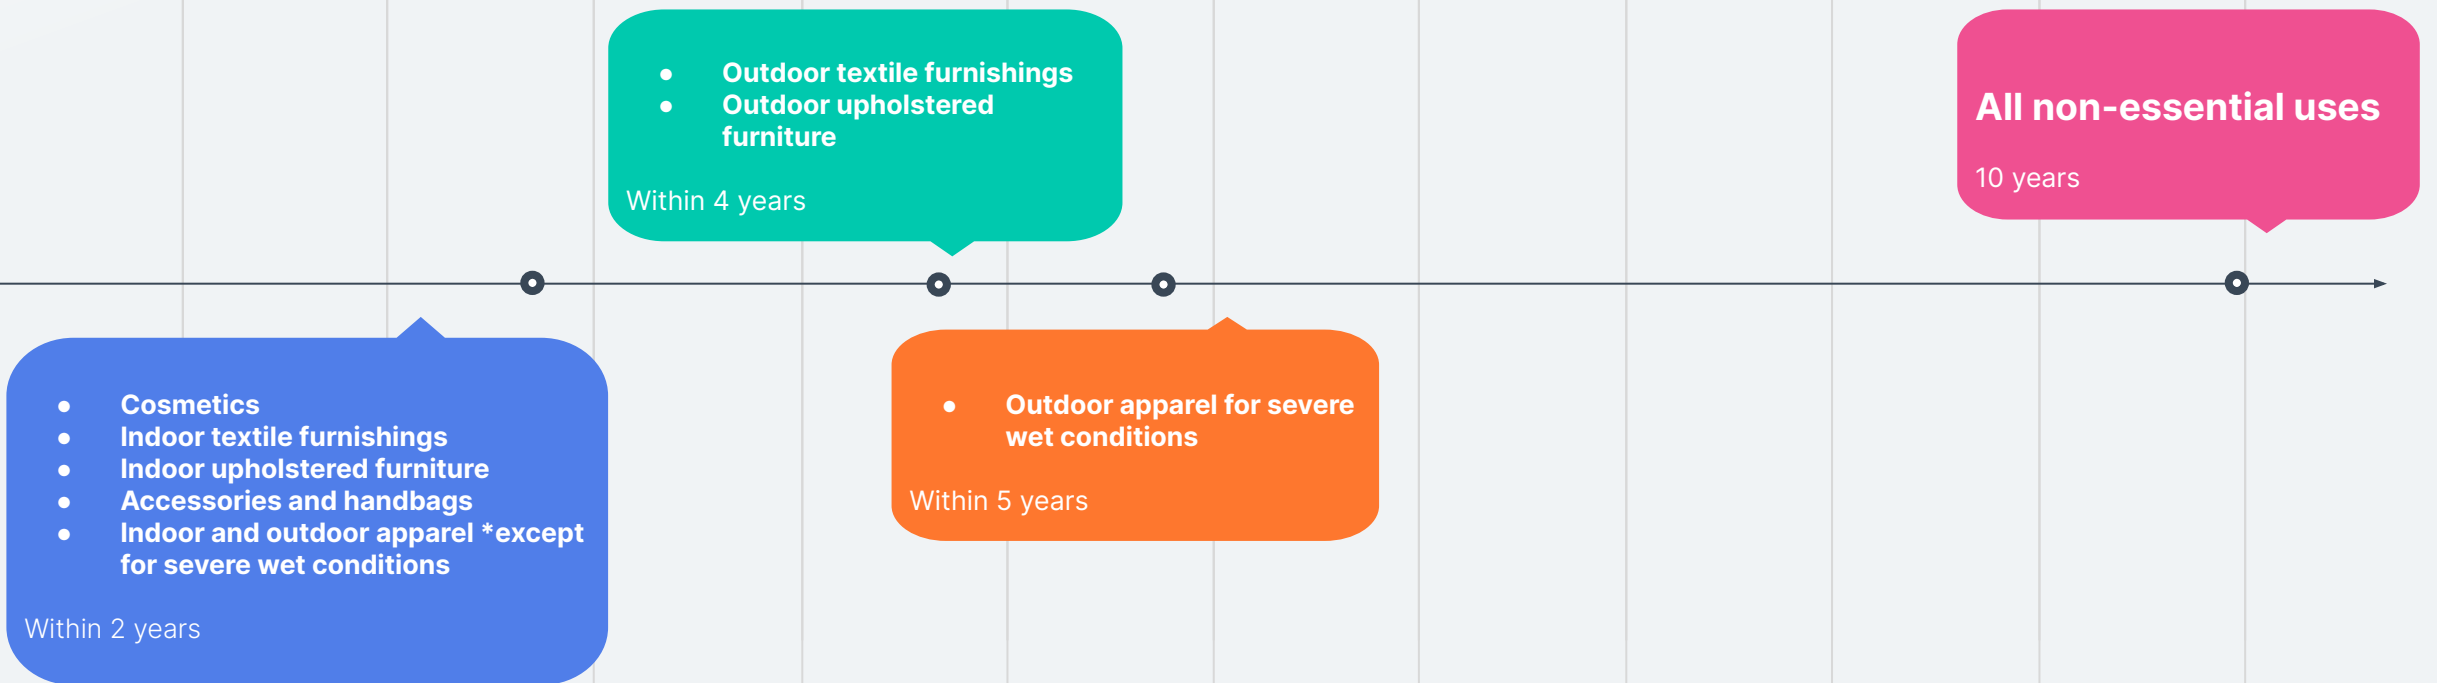 ● Outdoor textile furnishings
● Outdoor upholstered
furniture
Within 4 years
All non-essential uses
10 years
● Cosmetics
● Indoor textile furnishings
● Indoor upholstered furniture
● Accessories and handbags
● Indoor and outdoor apparel *except
for severe wet conditions
Within 2 years
● Outdoor apparel for severe
wet conditions
Within 5 years